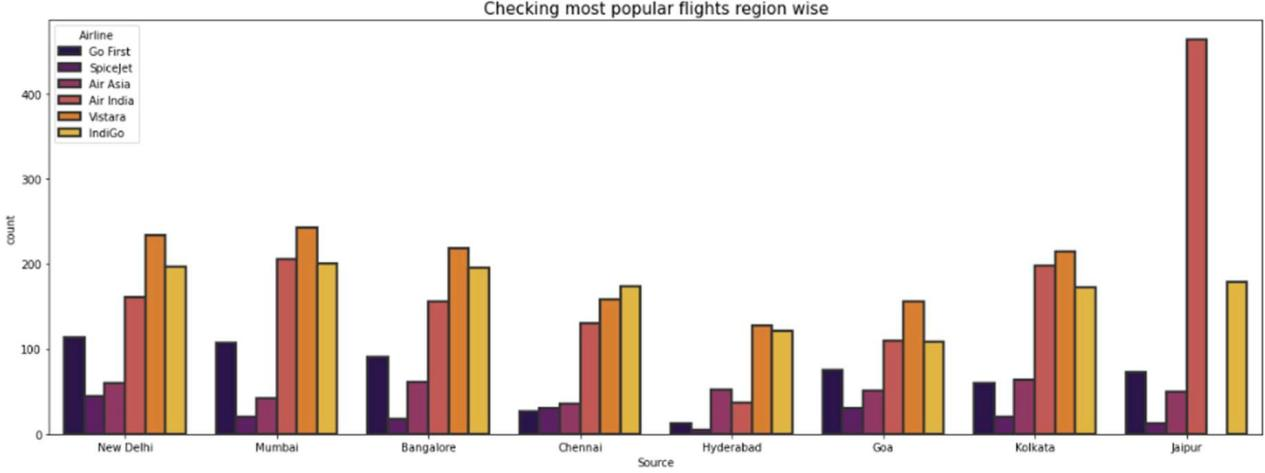 Checking most popular flights region wise
Airline
Go First
SpiceJet
Air Asia
Air India
Vistara
IndiGo
400
300
200
100
0
count
New Delhi Mumbai Bangalore Chennai Hyderabad Goa Kolkata Jaipur
Source